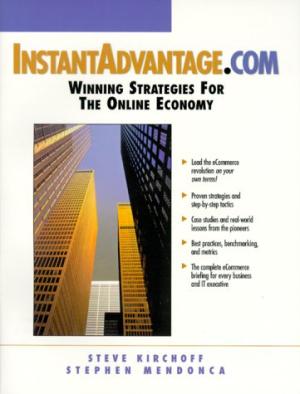 INSTANTADVANTAGE.COM
WINNING STRATEGIES FOR
THE ONLINE ECONOMY
Lead the eCommerce
revolution on your
own terms!
Proven strategies and
step-by-step tactics
Case studies and real-world
lessons from the pioneers
Best practices, benchmarking,
and metrics
The complete eCommerce
briefing for every business
and IT executive
STEVE KIRCHOFF
STEPHEN MENDONCA